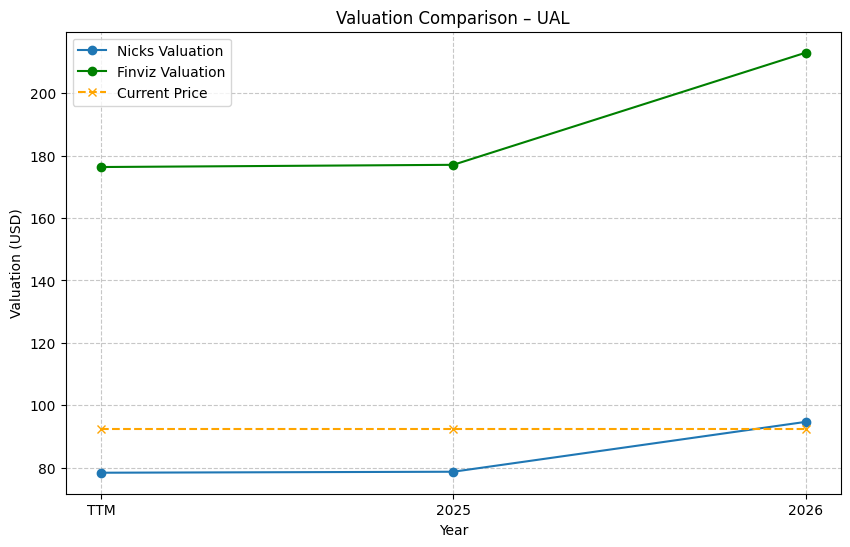 Valuation Comparison – UAL
Nicks Valuation
Finviz Valuation
Current Price
Valuation (USD)
200
180
160
140
120
100
80
TTM
2025
2026
Year